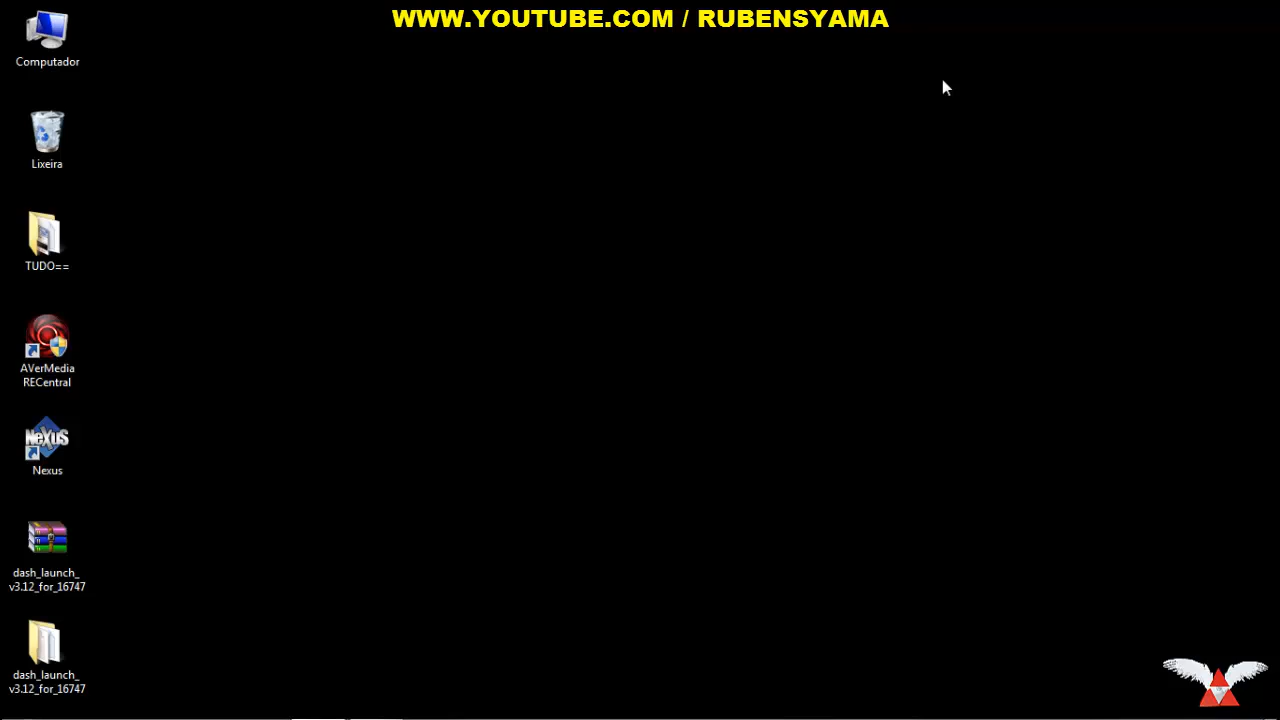 WWW.YOUTUBE.COM / RUBENSYAMA
Computador
Lixeira
TUDO==
AVerMedia
RECentral
NeXuS
Nexus
dash_launch_
v3.12_for_16747
dash_launch_
v3.12_for_16747